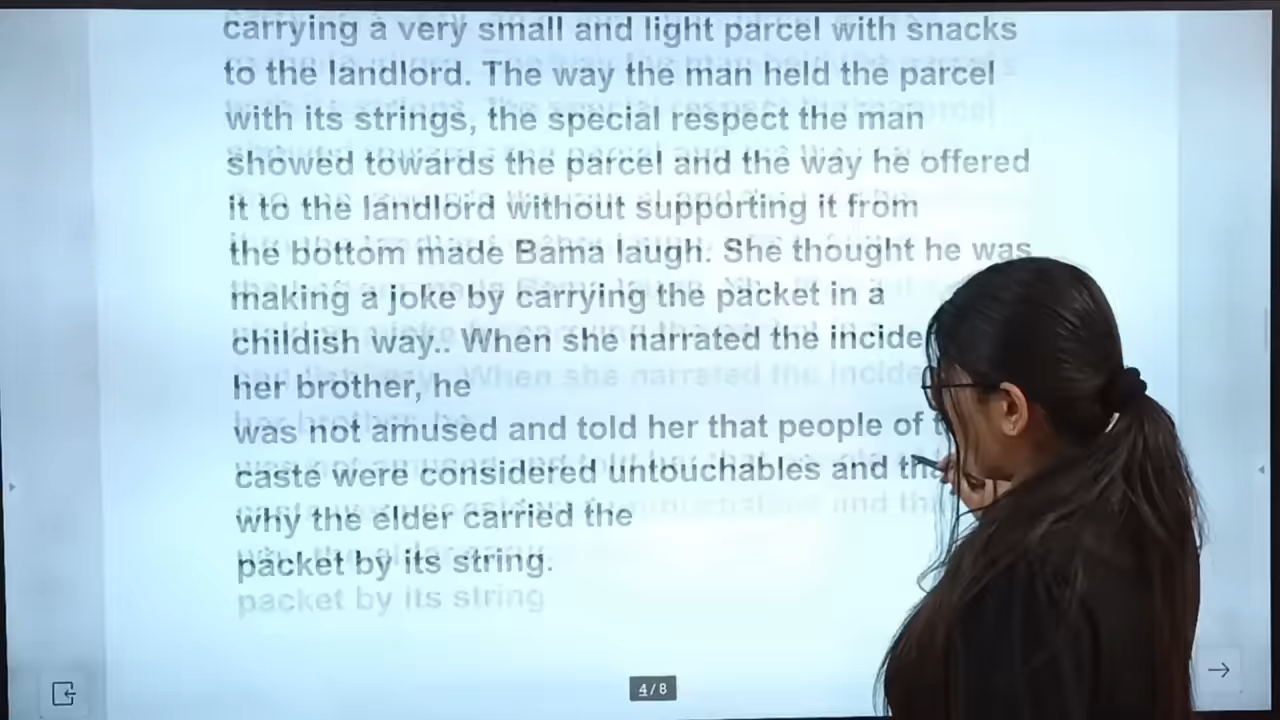 carrying a very small and light parcel with snacks
to the landlord. The way the man held the parcel
with its strings, the special respect the man
showed towards the parcel and the way he offered
it to the landlord without supporting it from
the bottom made Bama laugh. She thought he was
making a joke by carrying the packet in a
childish way.. When she narrated the
her brother, he
was not amused and told her that people of
caste were considered untouchables and
why the elder carried the
packet by its string.
4/8